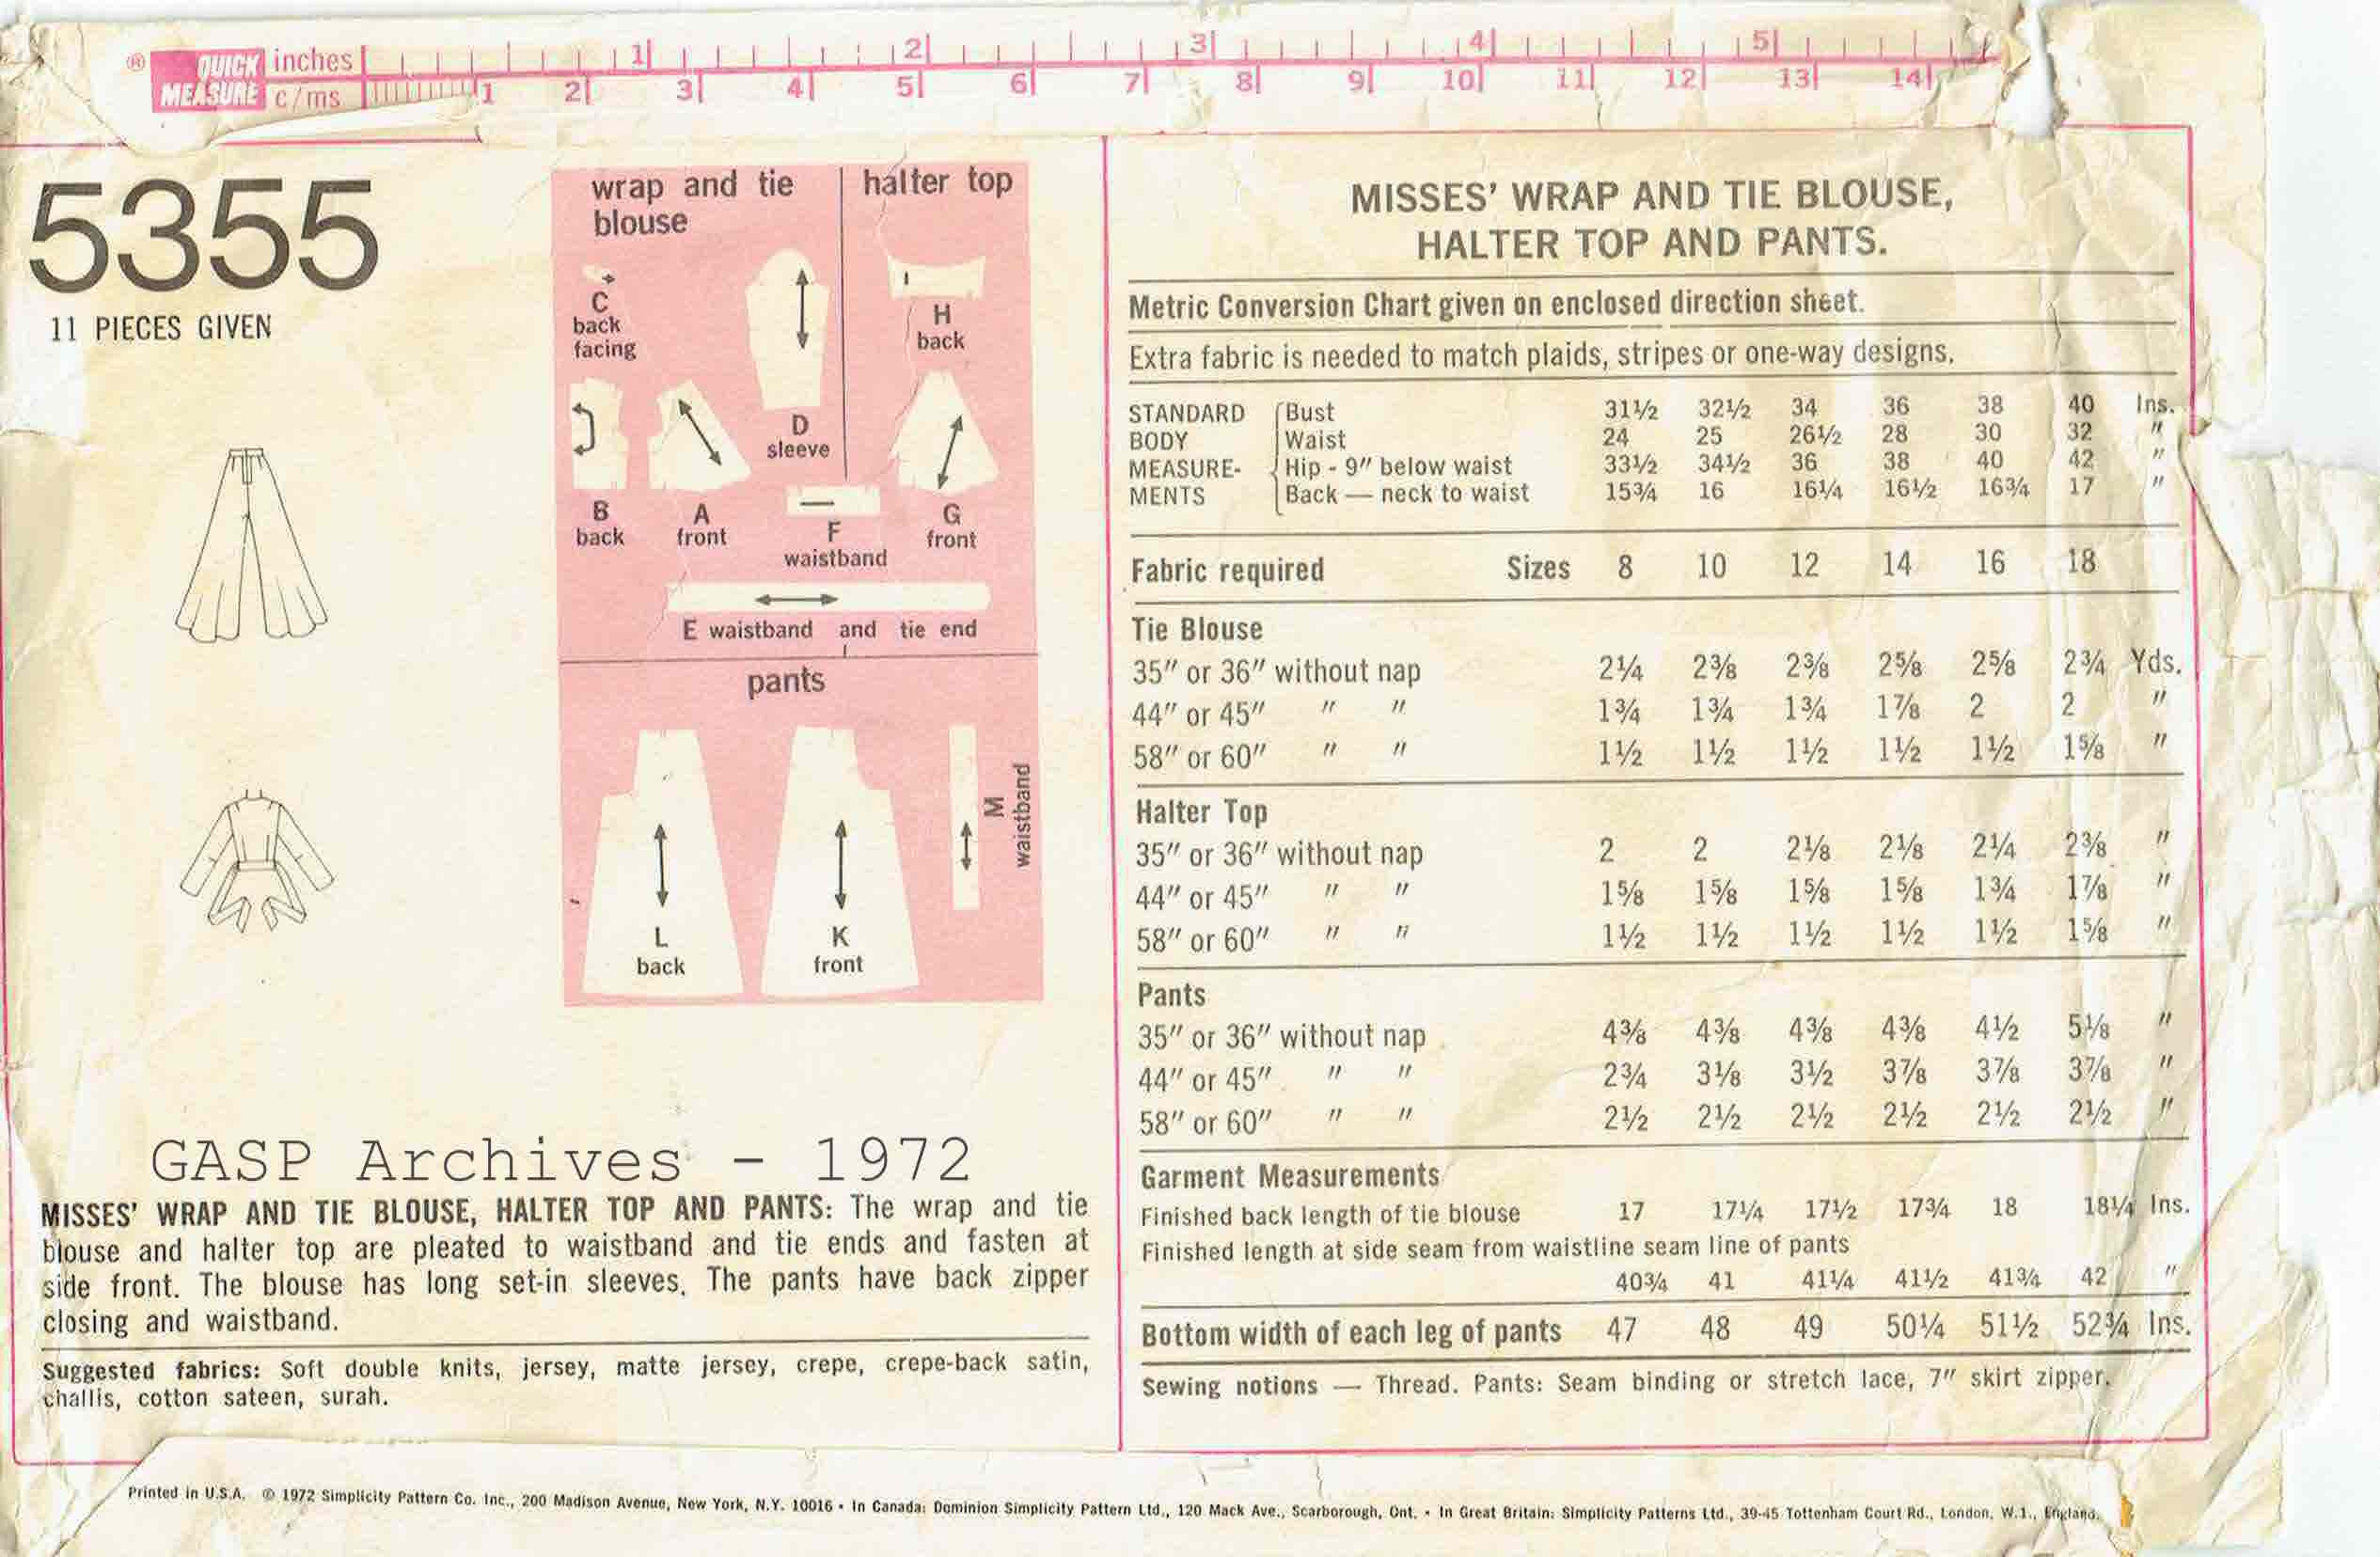 ® QUICK MEASURE inches 1 2 3 4 5
c/ms 1 2 3 4 5 6 7 8 9 10 11 12 13 14
5355
11 PIECES GIVEN
wrap and tie
blouse
halter top
C
back
facing
D
sleeve
H
back
B
back
A
front
F
waistband
G
front
E waistband and tie end
pants
L
back
K
front
M
waistband
GASP Archives - 1972
MISSES' WRAP AND TIE BLOUSE, HALTER TOP AND PANTS: The wrap and tie
blouse and halter top are pleated to waistband and tie ends and fasten at
side front. The blouse has long set-in sleeves. The pants have back zipper
closing and waistband.
Suggested fabrics: Soft double knits, jersey, matte jersey, crepe, crepe-back satin,
challis, cotton sateen, surah.
MISSES' WRAP AND TIE BLOUSE,
HALTER TOP AND PANTS.
Metric Conversion Chart given on enclosed direction sheet.
Extra fabric is needed to match plaids, stripes or one-way designs.
STANDARD Bust 31½ 32½ 34 36 38 40 Ins.
BODY Waist 24 25 26½ 28 30 32 "
MEASURE- Hip - 9" below waist 33½ 34½ 36 38 40 42 "
MENTS Back — neck to waist 15¾ 16 16¼ 16½ 16¾ 17 "
Fabric required Sizes 8 10 12 14 16 18
Tie Blouse
35" or 36" without nap 2¼ 2⅜ 2⅜ 2⅝ 2⅝ 2¾ Yds.
44" or 45" " " 1¾ 1¾ 1¾ 1⅞ 2 2 "
58" or 60" " " 1½ 1½ 1½ 1½ 1½ 1⅝ "
Halter Top
35" or 36" without nap 2 2 2⅛ 2⅛ 2¼ 2⅜ "
44" or 45" " " 1⅝ 1⅝ 1⅝ 1⅝ 1¾ 1⅞ "
58" or 60" " " 1½ 1½ 1½ 1½ 1½ 1⅝ "
Pants
35" or 36" without nap 4⅜ 4⅜ 4⅜ 4⅜ 4½ 5⅛ "
44" or 45" " " 2¾ 3⅛ 3½ 3⅞ 3⅞ 3⅞ "
58" or 60" " " 2½ 2½ 2½ 2½ 2½ 2½ "
Garment Measurements
Finished back length of tie blouse 17 17¼ 17½ 17¾ 18 18¼ Ins.
Finished length at side seam from waistline seam line of pants
40¾ 41 41¼ 41½ 41¾ 42 "
Bottom width of each leg of pants 47 48 49 50¼ 51½ 52¾ Ins.
Sewing notions — Thread. Pants: Seam binding or stretch lace, 7" skirt zipper.
Printed in U.S.A. © 1972 Simplicity Pattern Co. Inc., 200 Madison Avenue, New York, N.Y. 10016 • In Canada: Dominion Simplicity Pattern Ltd., 120 Mack Ave., Scarborough, Ont. • In Great Britain: Simplicity Patterns Ltd., 39-45 Tottenham Court Rd., London, W.1., England.